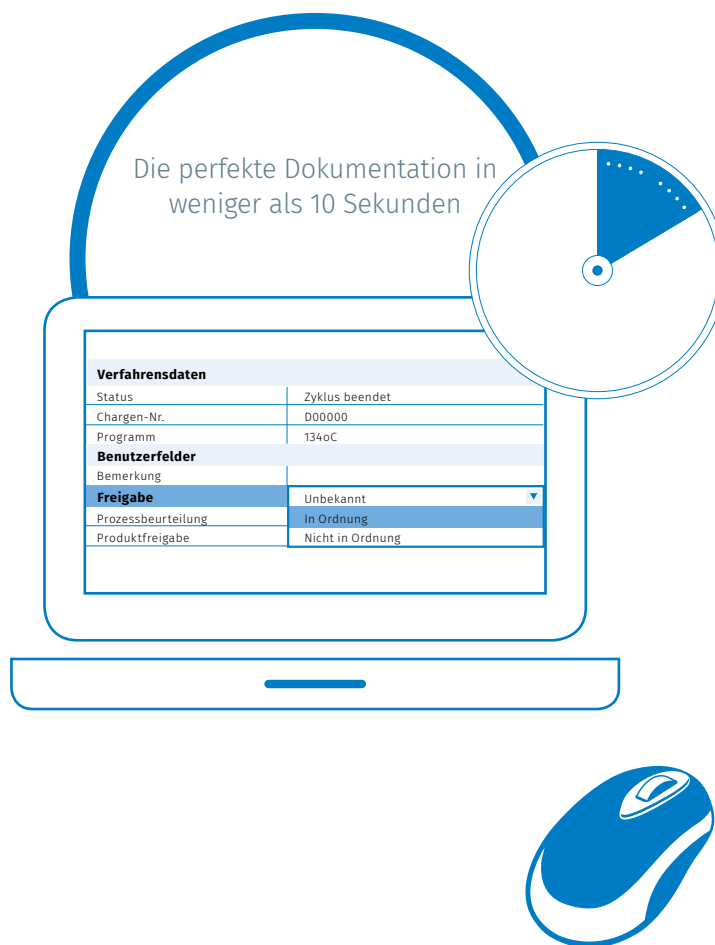 Die perfekte Dokumentation in
weniger als 10 Sekunden
Verfahrensdaten
Status Zyklus beendet
Chargen-Nr. D00000
Programm 134oC
Benutzerfelder
Bemerkung
Freigabe Unbekannt
Prozessbeurteilung In Ordnung
Produktfreigabe Nicht in Ordnung